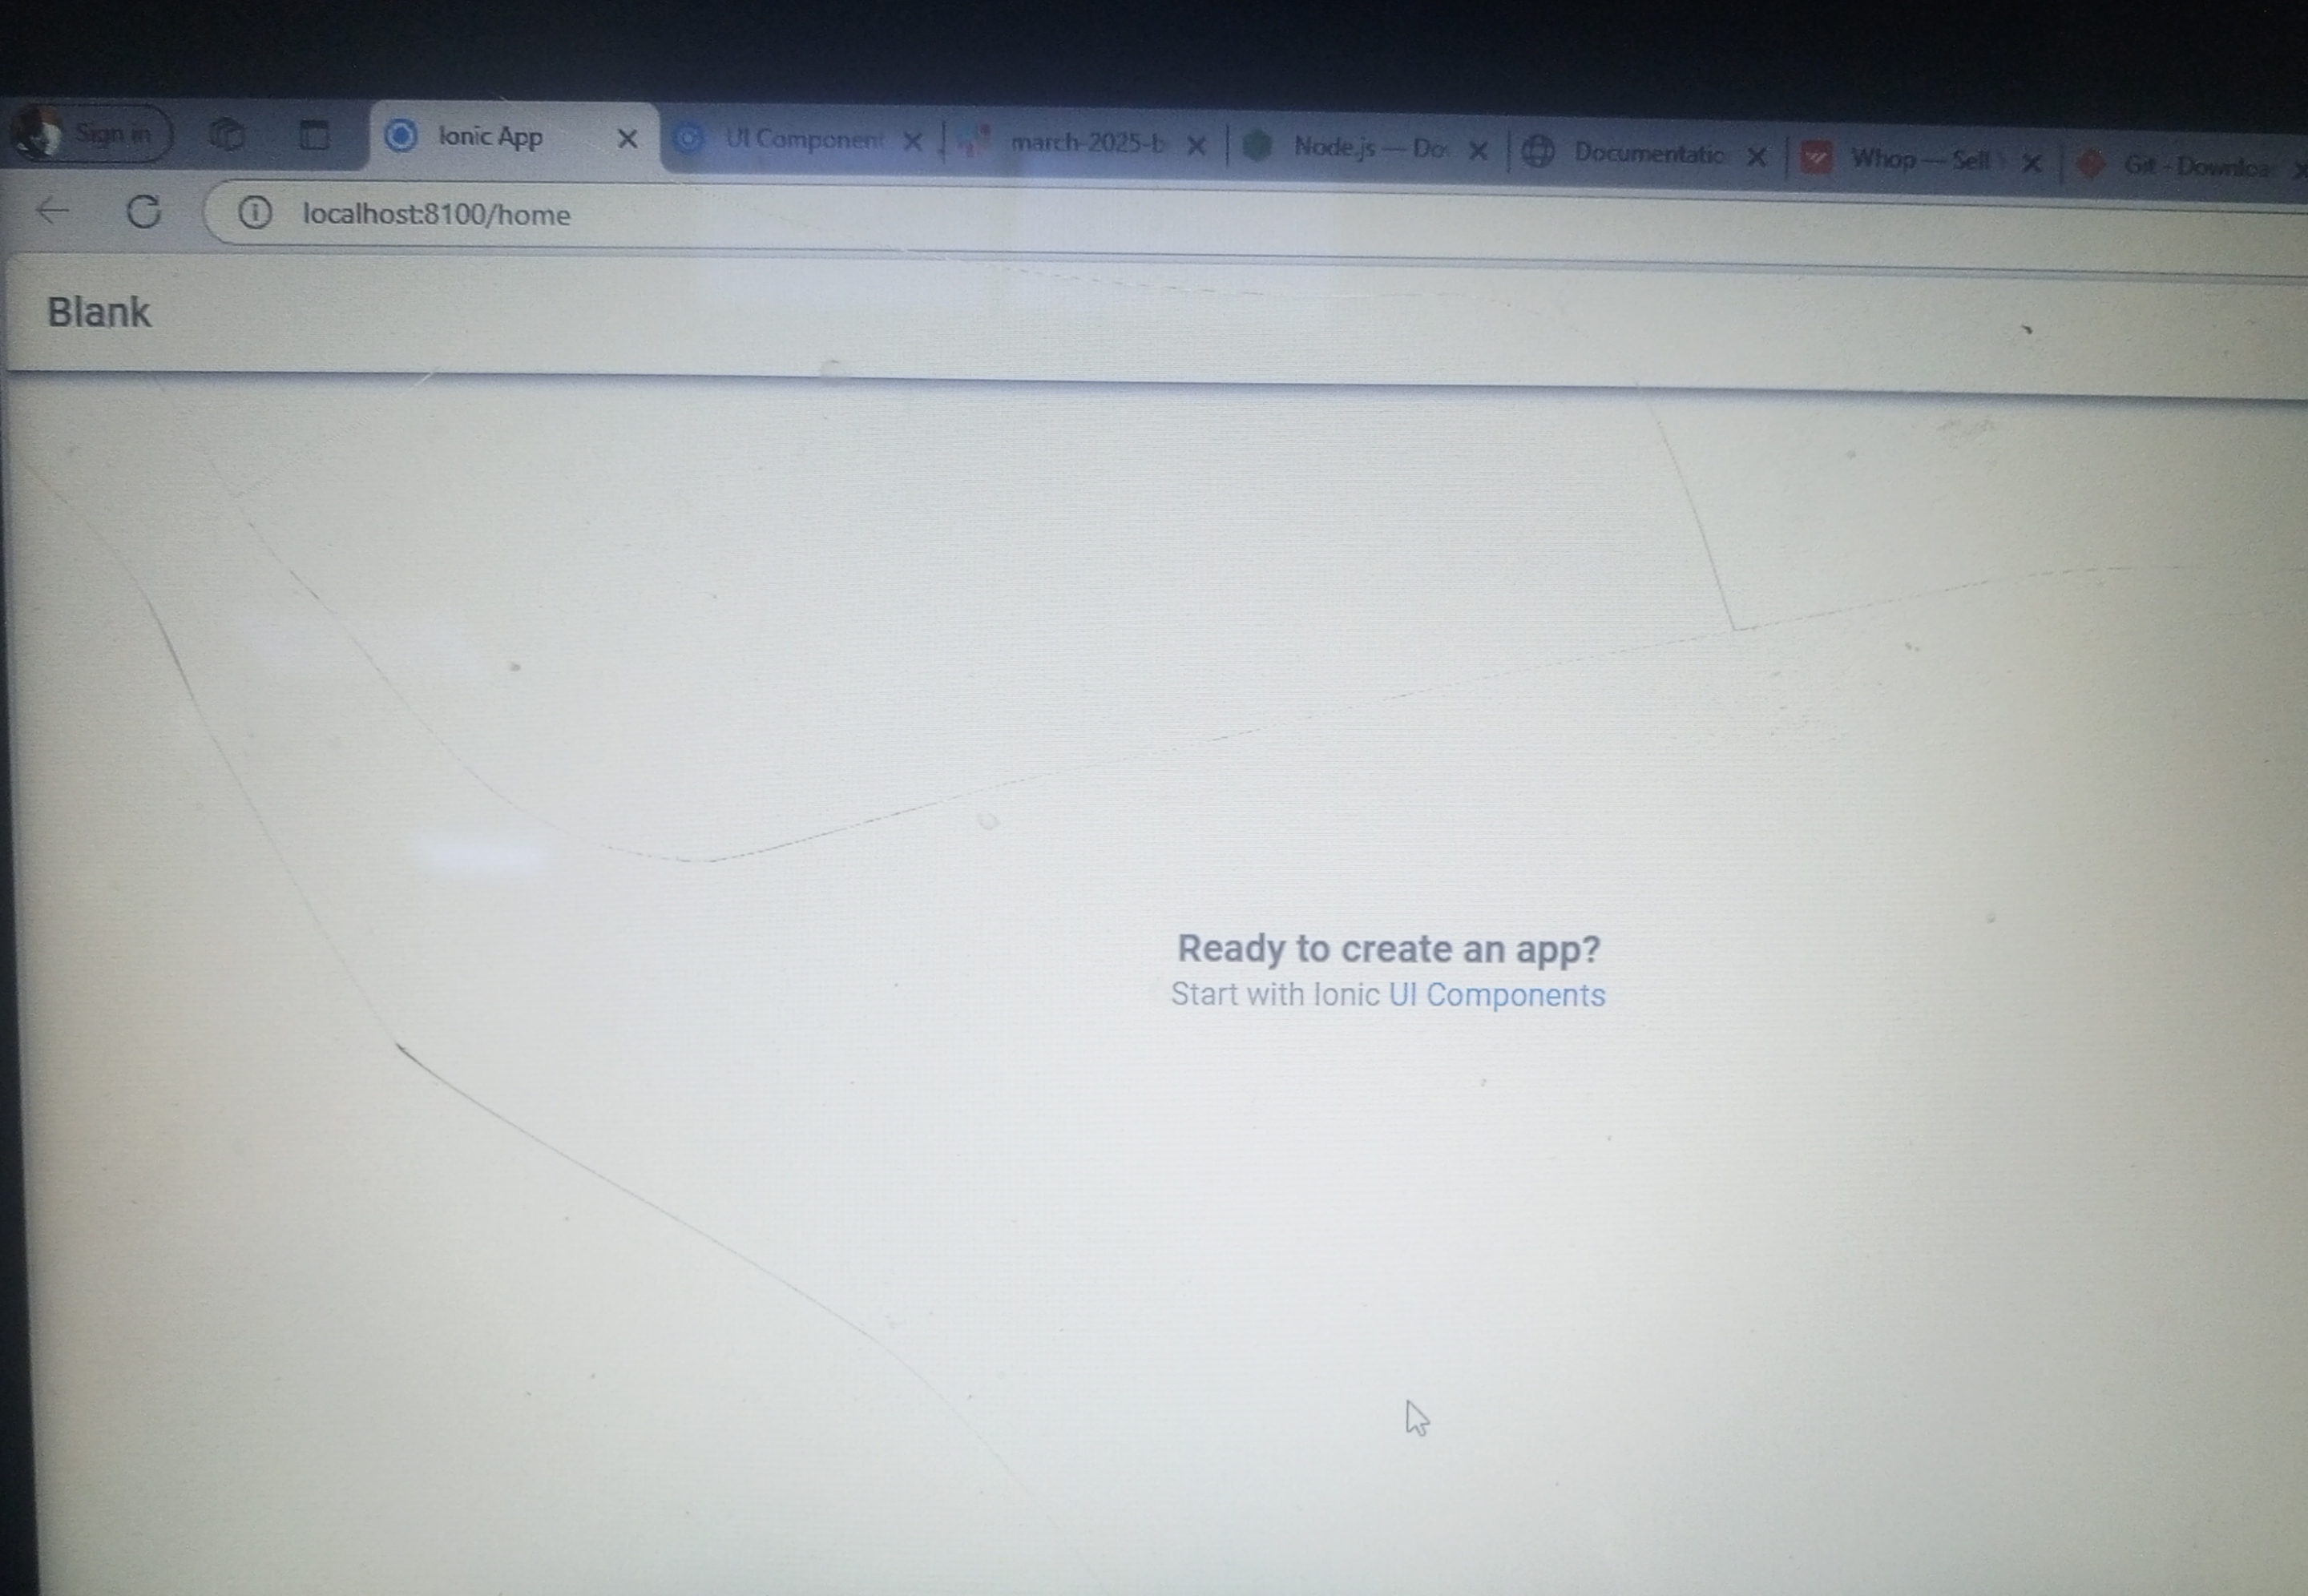 Sign in
Ionic App
UI Component
march-2025-b
Node.js — Do
Documentatio
Whop — Sell
Git - Downloa
localhost:8100/home
Blank
Ready to create an app?
Start with Ionic UI Components